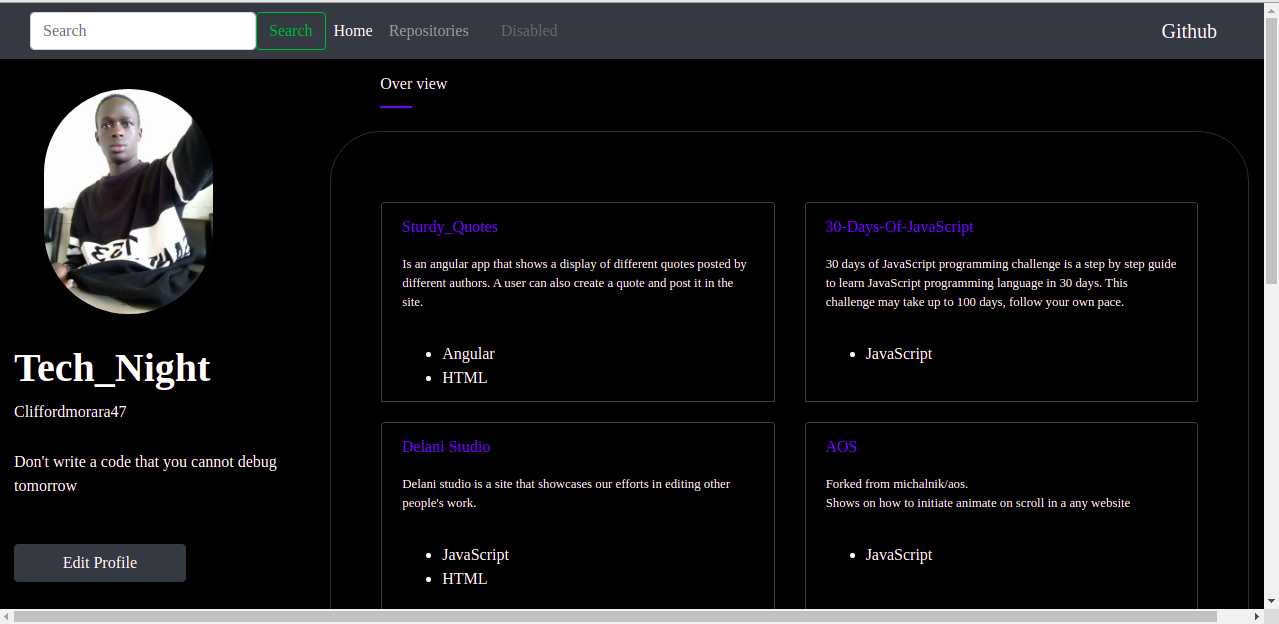 Search
Search
Home
Repositories
Disabled
Github
Over view
Tech_Night
Cliffordmorara47
Don't write a code that you cannot debug
tomorrow
Edit Profile
Sturdy_Quotes
Is an angular app that shows a display of different quotes posted by
different authors. A user can also create a quote and post it in the
site.
Angular
HTML
30-Days-Of-JavaScript
30 days of JavaScript programming challenge is a step by step guide
to learn JavaScript programming language in 30 days. This
challenge may take up to 100 days, follow your own pace.
JavaScript
Delani Studio
Delani studio is a site that showcases our efforts in editing other
people's work.
JavaScript
HTML
AOS
Forked from michalnik/aos.
Shows on how to initiate animate on scroll in a any website
JavaScript